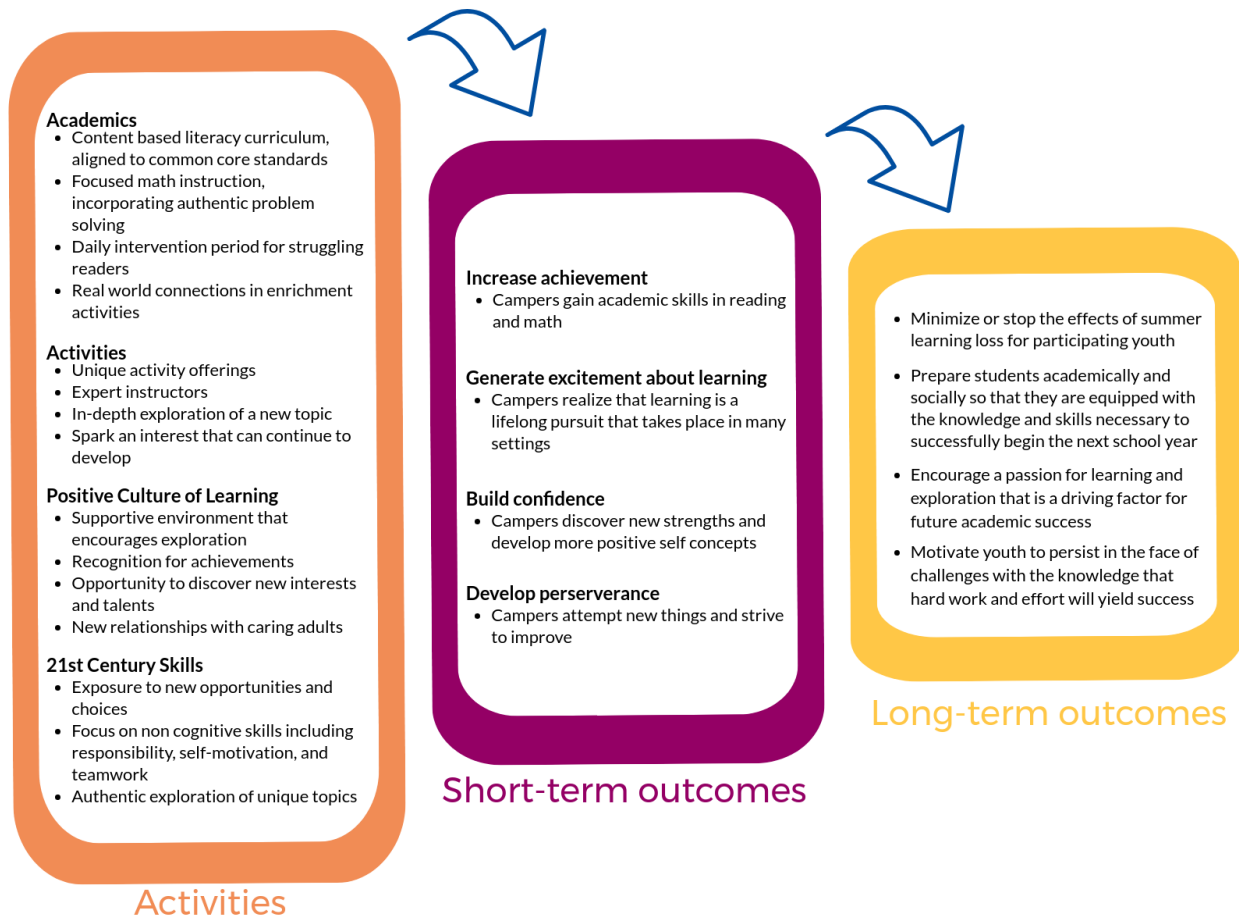 Academics
• Content based literacy curriculum,
aligned to common core standards
• Focused math instruction,
incorporating authentic problem
solving
• Daily intervention period for struggling
readers
• Real world connections in enrichment
activities
Activities
• Unique activity offerings
• Expert instructors
• In-depth exploration of a new topic
• Spark an interest that can continue to
develop
Positive Culture of Learning
• Supportive environment that
encourages exploration
• Recognition for achievements
• Opportunity to discover new interests
and talents
• New relationships with caring adults
21st Century Skills
• Exposure to new opportunities and
choices
• Focus on non cognitive skills including
responsibility, self-motivation, and
teamwork
• Authentic exploration of unique topics
Activities
Increase achievement
• Campers gain academic skills in reading
and math
Generate excitement about learning
• Campers realize that learning is a
lifelong pursuit that takes place in many
settings
Build confidence
• Campers discover new strengths and
develop more positive self concepts
Develop perserverance
• Campers attempt new things and strive
to improve
Short-term outcomes
• Minimize or stop the effects of summer
learning loss for participating youth
• Prepare students academically and
socially so that they are equipped with
the knowledge and skills necessary to
successfully begin the next school year
• Encourage a passion for learning and
exploration that is a driving factor for
future academic success
• Motivate youth to persist in the face of
challenges with the knowledge that
hard work and effort will yield success
Long-term outcomes